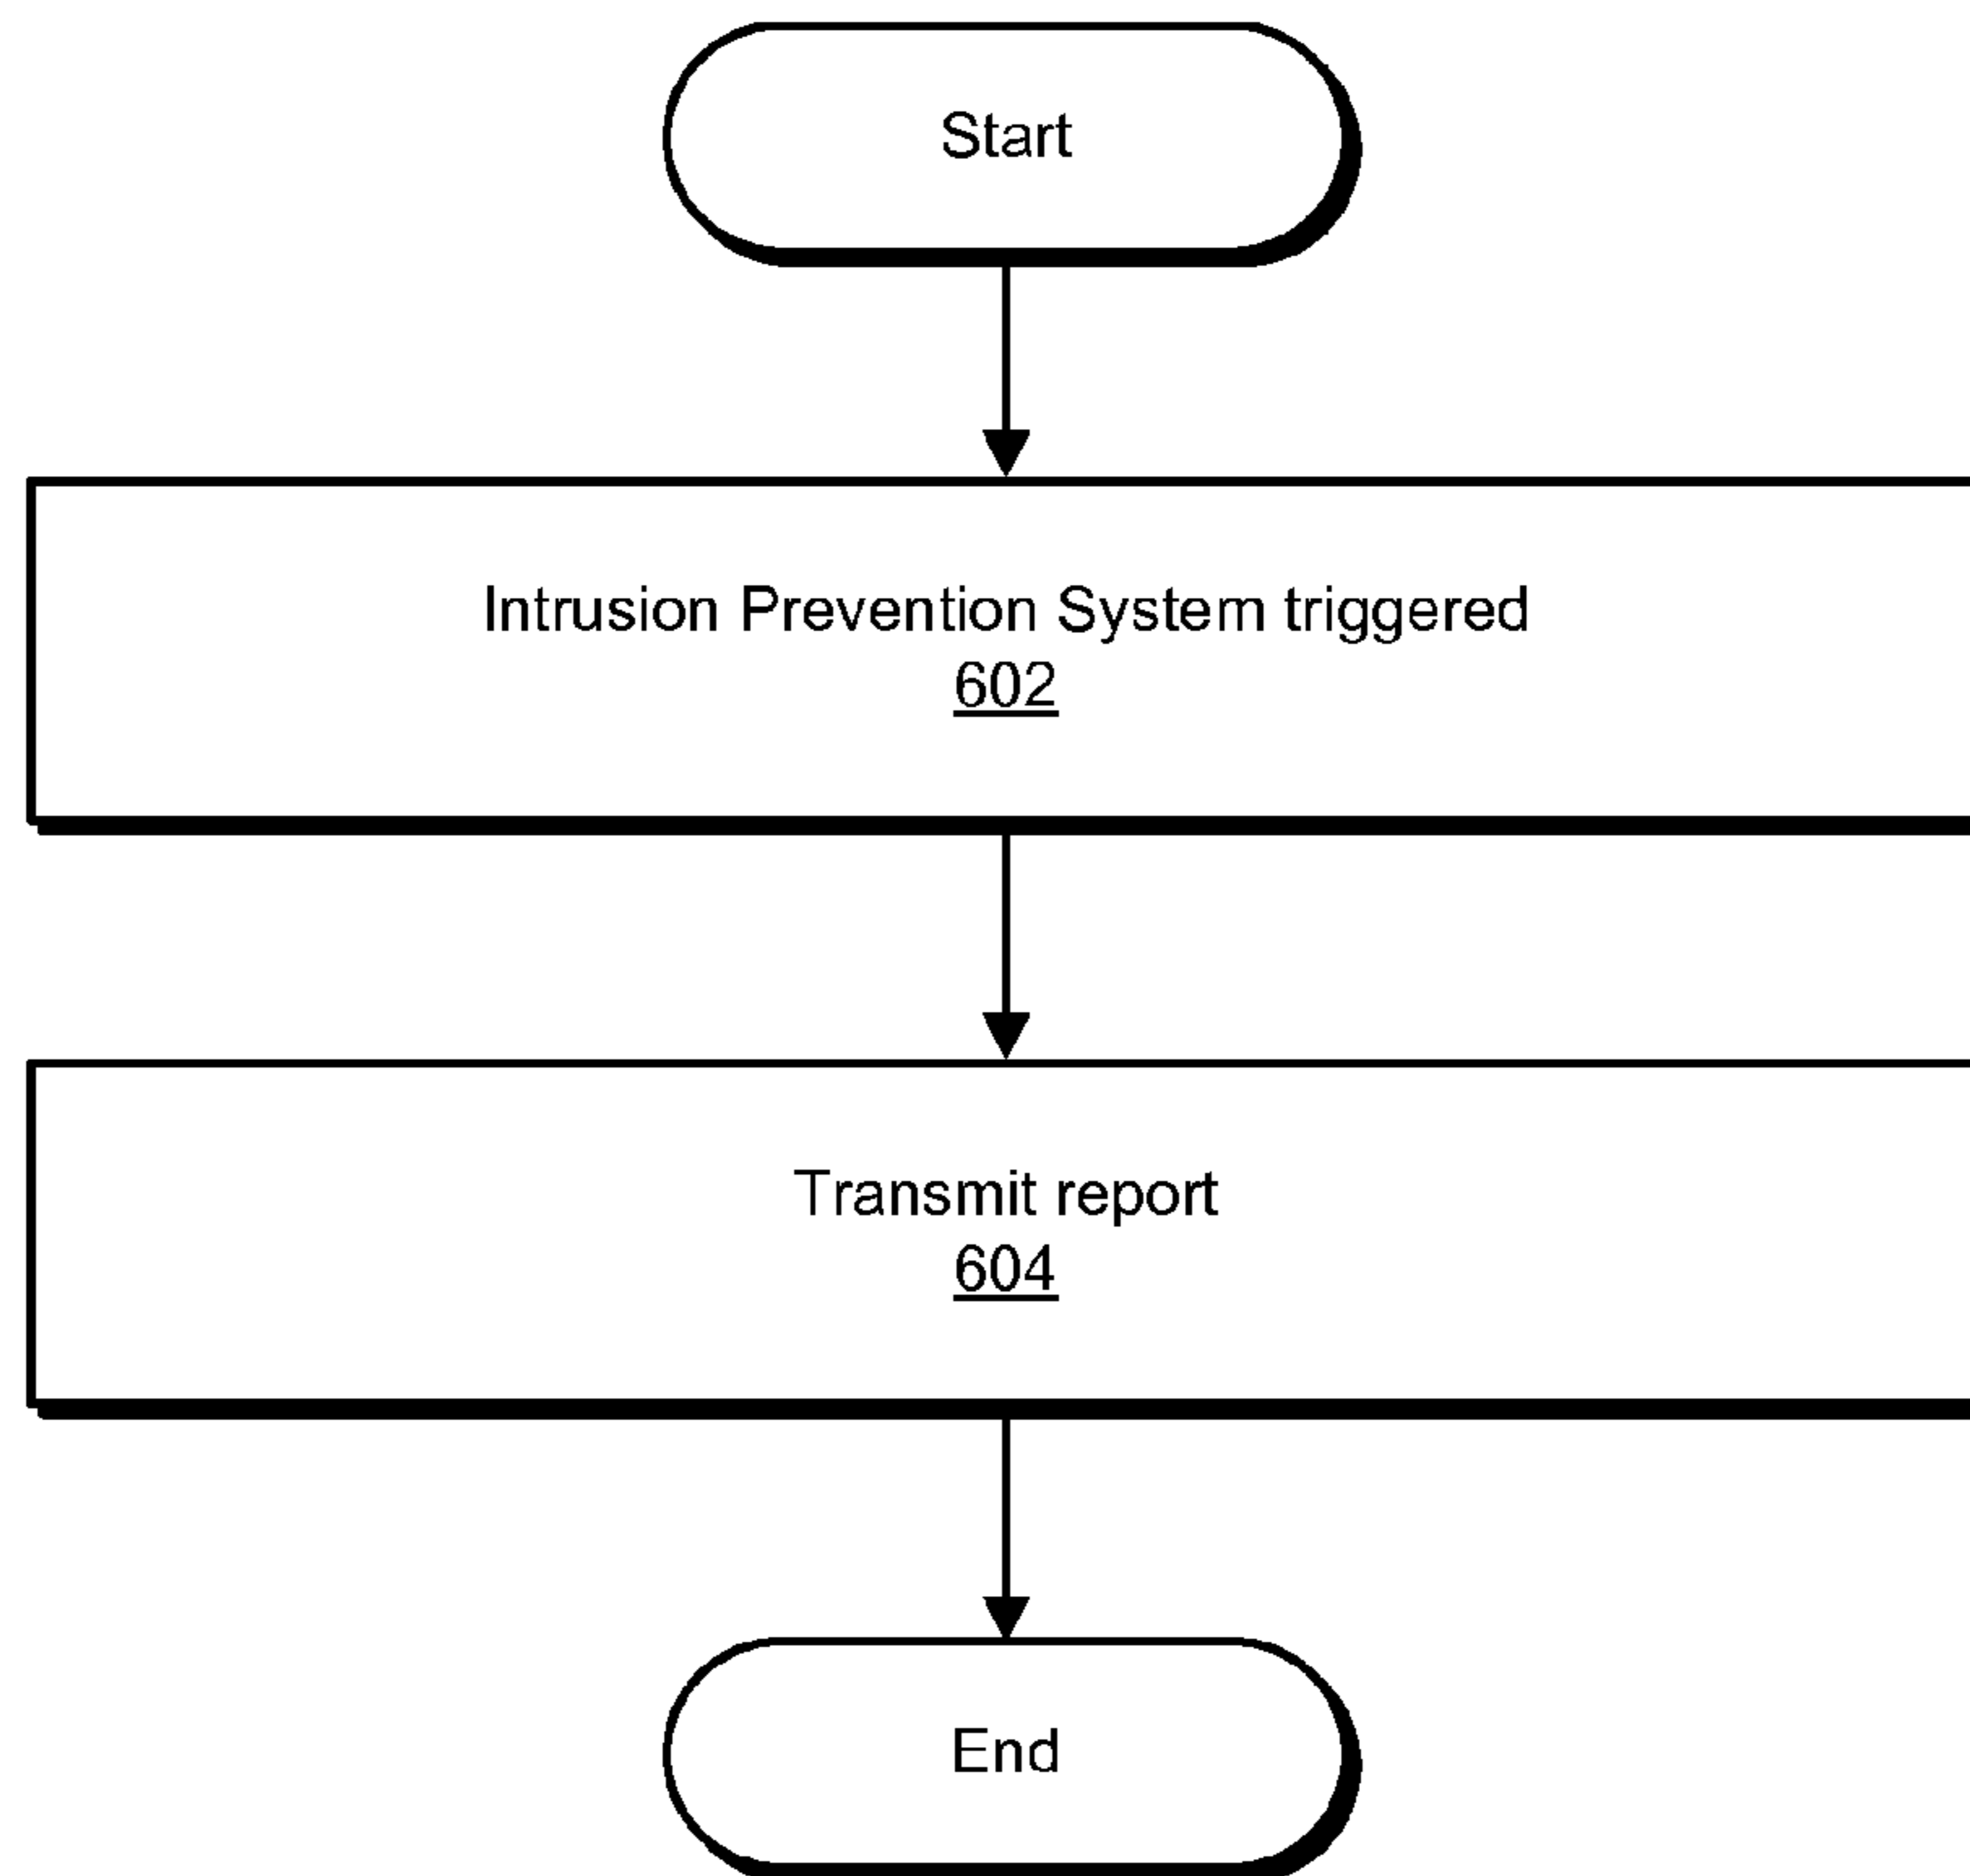 Start
Intrusion Prevention System triggered
602
Transmit report
604
End